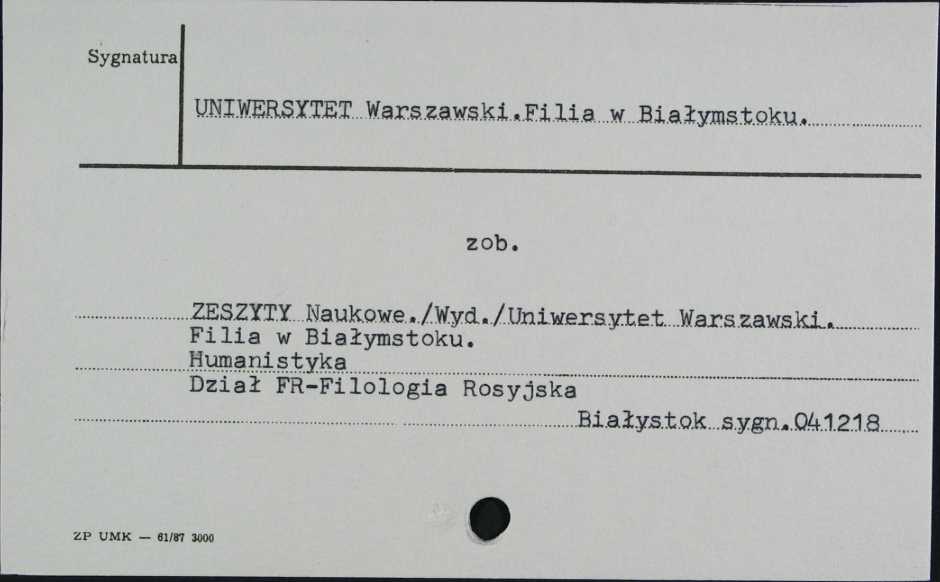 Sygnatura
UNIWERSYTET Warszawski.Filia w Białymstoku.
zob.
ZESZYTY Naukowe./Wyd./Uniwersytet Warszawski.
Filia w Białymstoku.
Humanistyka
Dział FR-Filologia Rosyjska
Białystok sygn.041218
ZP UMK — 61/87 3000